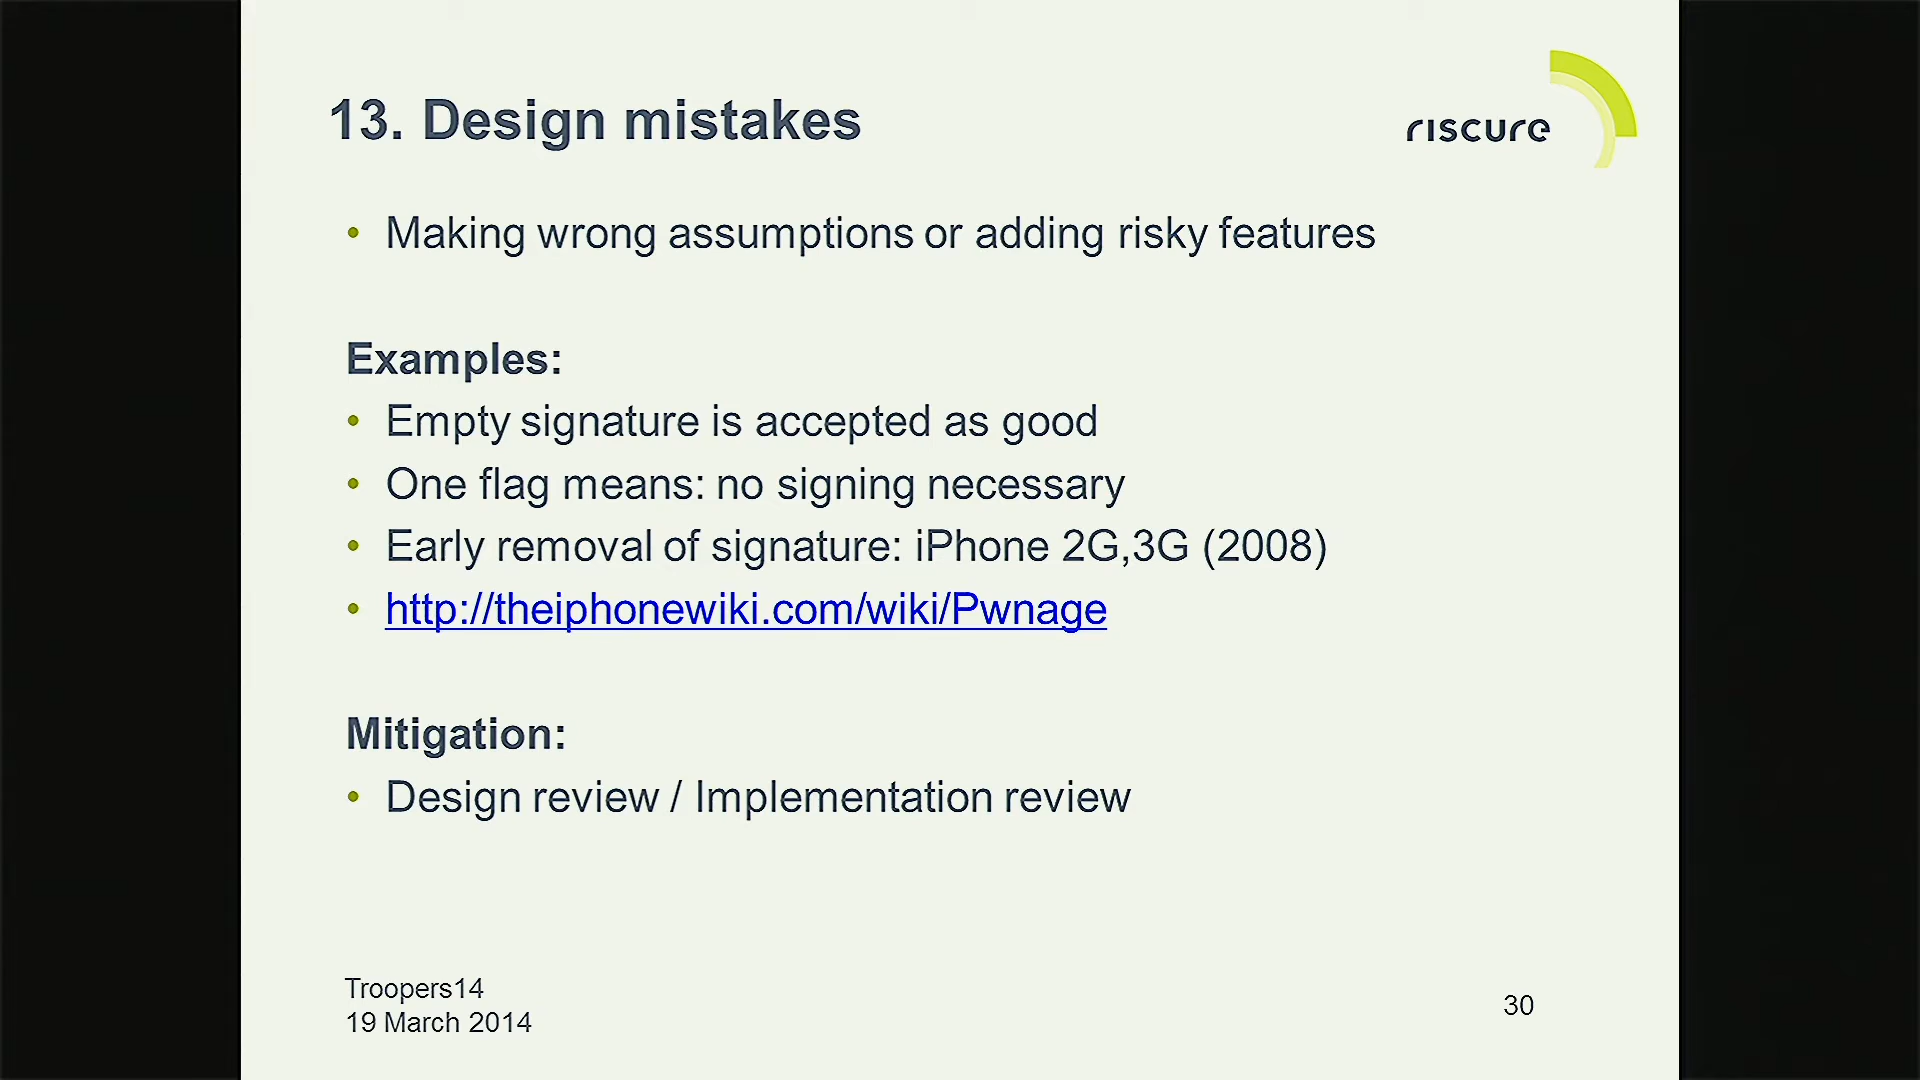 13. Design mistakes
riscure
• Making wrong assumptions or adding risky features
Examples:
• Empty signature is accepted as good
• One flag means: no signing necessary
• Early removal of signature: iPhone 2G,3G (2008)
• http://theiphonewiki.com/wiki/Pwnage
Mitigation:
• Design review / Implementation review
Troopers14
19 March 2014
30